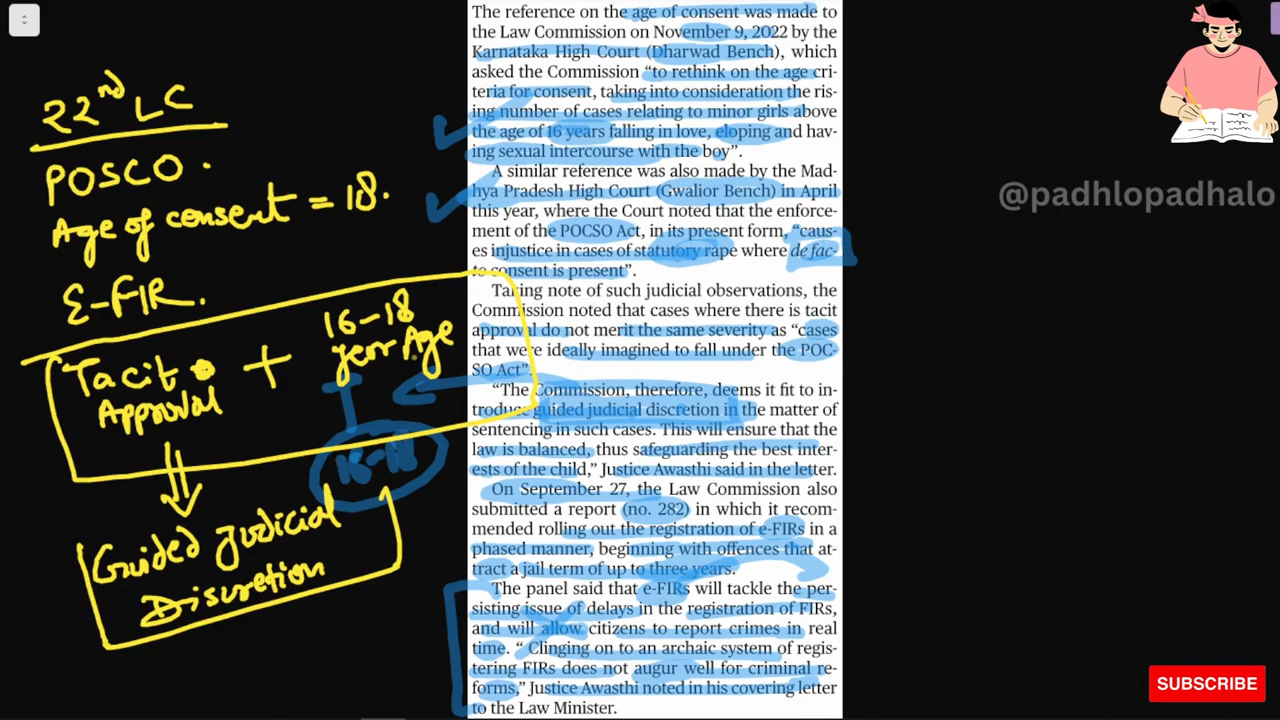 22nd LC
POSCO.
Age of consent = 18.
E-FIR.
Tacit Approval + 16-18 year Age
16-18
Guided Judicial
Discretion
The reference on the age of consent was made to
the Law Commission on November 9, 2022 by the
Karnataka High Court (Dharwad Bench), which
asked the Commission “to rethink on the age cri-
teria for consent, taking into consideration the ris-
ing number of cases relating to minor girls above
the age of 16 years falling in love, eloping and hav-
ing sexual intercourse with the boy”.
A similar reference was also made by the Mad-
hya Pradesh High Court (Gwalior Bench) in April
this year, where the Court noted that the enforce-
ment of the POCSO Act, in its present form, “caus-
es injustice in cases of statutory rape where de fac-
to consent is present”.
Taking note of such judicial observations, the
Commission noted that cases where there is tacit
approval do not merit the same severity as “cases
that were ideally imagined to fall under the POC-
SO Act”.
“The Commission, therefore, deems it fit to in-
troduce guided judicial discretion in the matter of
sentencing in such cases. This will ensure that the
law is balanced, thus safeguarding the best inter-
ests of the child,” Justice Awasthi said in the letter.
On September 27, the Law Commission also
submitted a report (no. 282) in which it recom-
mended rolling out the registration of e-FIRs in a
phased manner, beginning with offences that at-
tract a jail term of up to three years.
The panel said that e-FIRs will tackle the per-
sisting issue of delays in the registration of FIRs,
and will allow citizens to report crimes in real
time. “ Clinging on to an archaic system of regis-
tering FIRs does not augur well for criminal re-
forms,” Justice Awasthi noted in his covering letter
to the Law Minister.
@padhlopadhalo
SUBSCRIBE